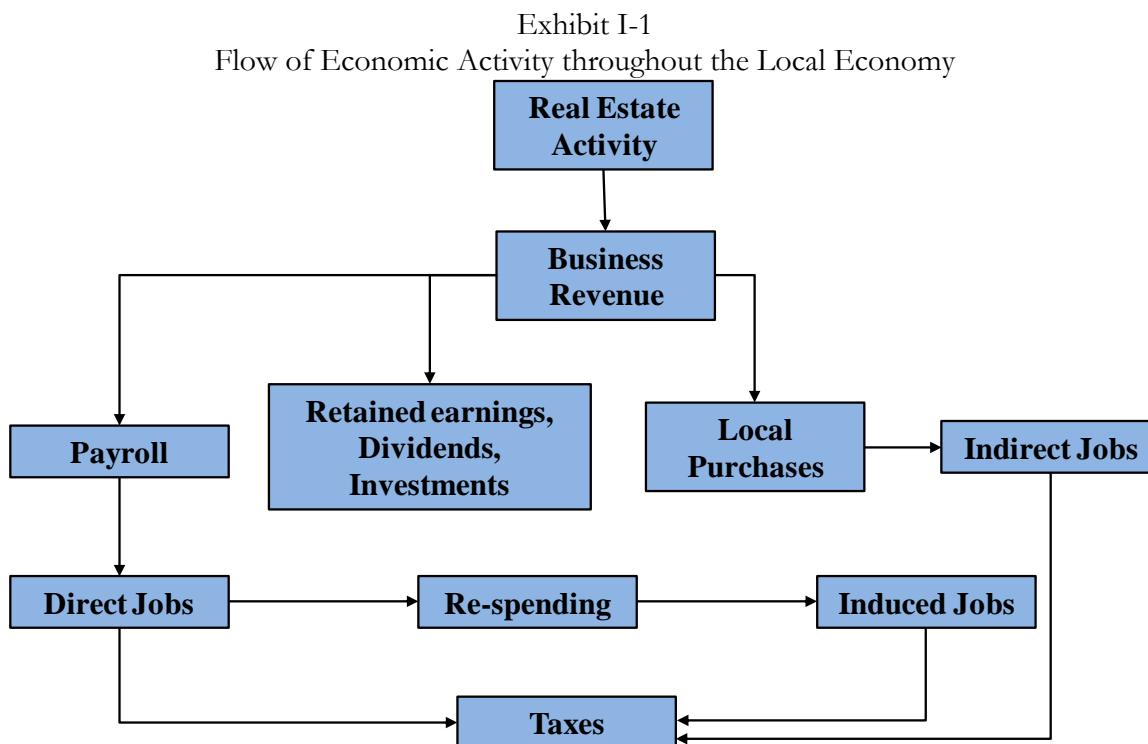 Exhibit I-1
Flow of Economic Activity throughout the Local Economy
Real Estate
Activity
Business
Revenue
Payroll
Retained earnings,
Dividends,
Investments
Local
Purchases
Indirect Jobs
Direct Jobs
Re-spending
Induced Jobs
Taxes